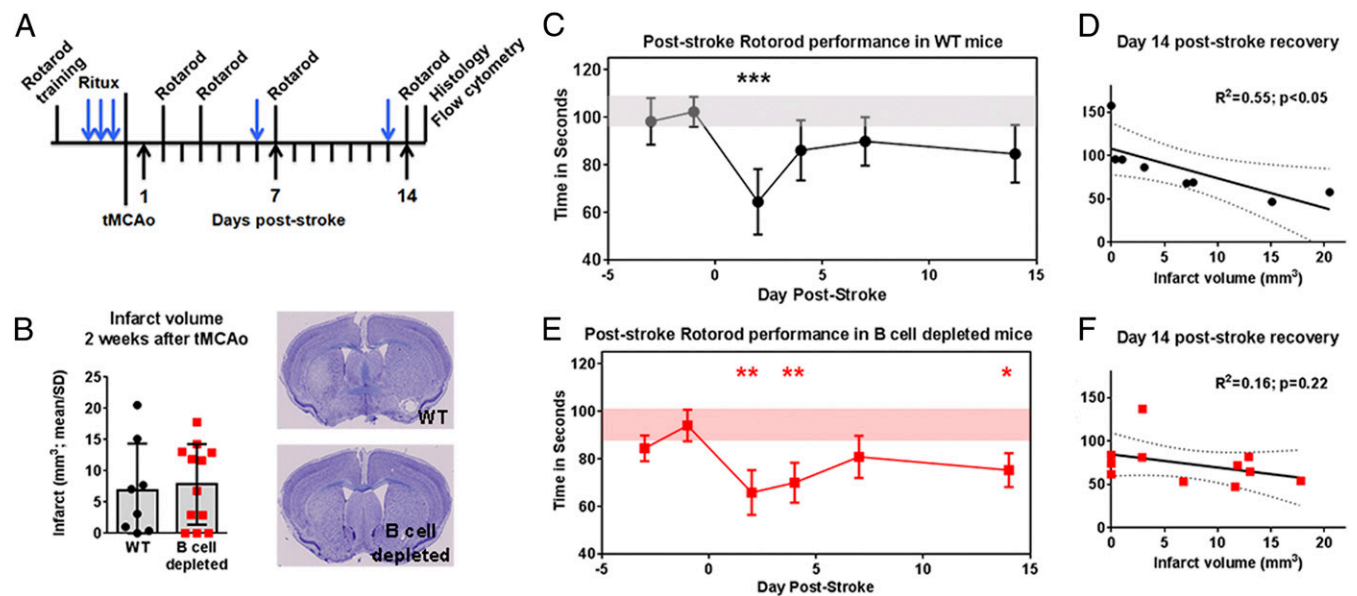 A
Rotarod
training
Ritux
Rotarod
Rotarod
Rotarod
Rotarod
Histology
Flow cytometry
1
7
14
tMCAo
Days post-stroke
B
Infarct volume
2 weeks after tMCAo
Infarct (mm3; mean/SD)
25
20
15
10
5
0
WT
B cell
depleted
WT
B cell
depleted
C
Post-stroke Rotorod performance in WT mice
Time in Seconds
120
100
80
60
40
***
-5
0
5
10
15
Day Post-Stroke
D
Day 14 post-stroke recovery
R2=0.55; p<0.05
150
100
50
0
0
5
10
15
20
Infarct volume (mm3)
E
Post-stroke Rotorod performance in B cell depleted mice
Time in Seconds
120
100
80
60
40
**
**
*
-5
0
5
10
15
Day Post-Stroke
F
Day 14 post-stroke recovery
R2=0.16; p=0.22
150
100
50
0
0
5
10
15
20
Infarct volume (mm3)